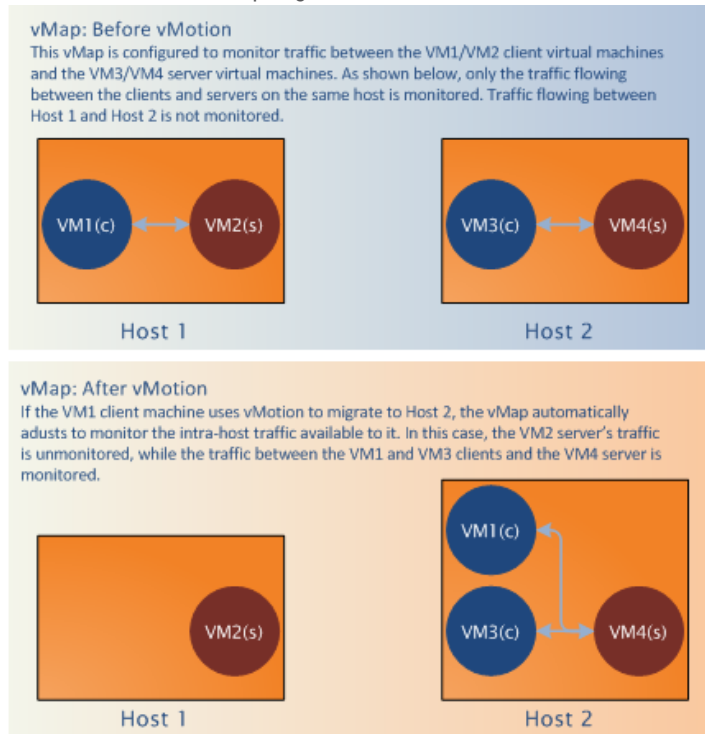 vMap: Before vMotion
This vMap is configured to monitor traffic between the VM1/VM2 client virtual machines
and the VM3/VM4 server virtual machines. As shown below, only the traffic flowing
between the clients and servers on the same host is monitored. Traffic flowing between
Host 1 and Host 2 is not monitored.
VM1(c) VM2(s) VM3(c) VM4(s)
Host 1 Host 2
vMap: After vMotion
If the VM1 client machine uses vMotion to migrate to Host 2, the vMap automatically
adusts to monitor the intra-host traffic available to it. In this case, the VM2 server's traffic
is unmonitored, while the traffic between the VM1 and VM3 clients and the VM4 server is
monitored.
VM1(c)
VM2(s) VM3(c) VM4(s)
Host 1 Host 2